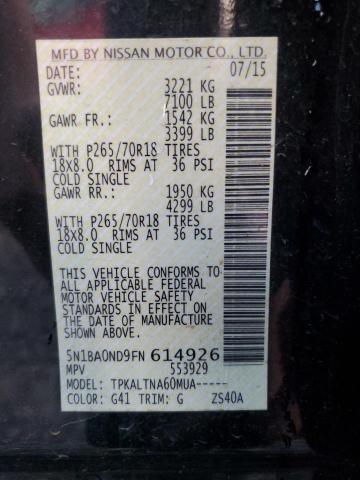 MFD BY NISSAN MOTOR CO., LTD.
DATE: 07/15
GVWR: 3221 KG
7100 LB
GAWR FR.: 1542 KG
3399 LB
WITH P265/70R18 TIRES
18x8.0 RIMS AT 36 PSI
COLD SINGLE
GAWR RR: 1950 KG
4299 LB
WITH P265/70R18 TIRES
18x8.0 RIMS AT 36 PSI
COLD SINGLE
THIS VEHICLE CONFORMS TO
ALL APPLICABLE FEDERAL
MOTOR VEHICLE SAFETY
STANDARDS IN EFFECT ON
THE DATE OF MANUFACTURE
SHOWN ABOVE.
5N1BA0ND9FN 614926
MPV 553929
MODEL: TPKALTNA60MUA-----
COLOR: G41 TRIM: G ZS40A